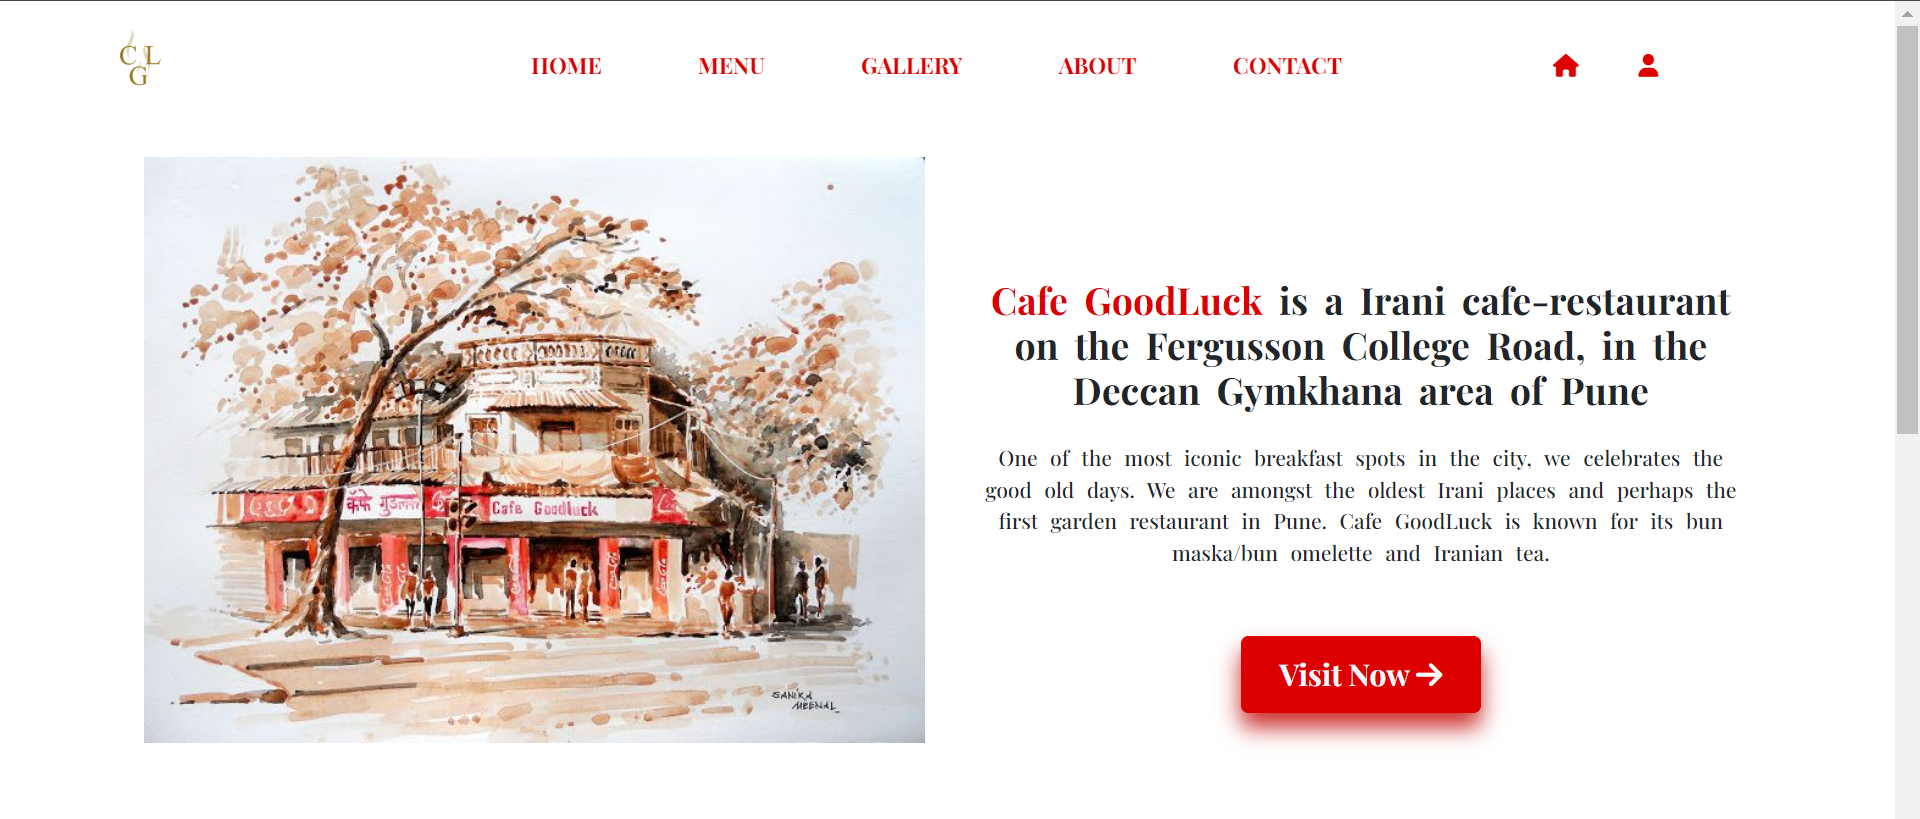 C L
G
HOME MENU GALLERY ABOUT CONTACT
Cafe GoodLuck is a Irani cafe-restaurant
on the Fergusson College Road, in the
Deccan Gymkhana area of Pune
One of the most iconic breakfast spots in the city, we celebrates the
good old days. We are amongst the oldest Irani places and perhaps the
first garden restaurant in Pune. Cafe GoodLuck is known for its bun
maska/bun omelette and Iranian tea.
Visit Now
कॅफे गुडलक
Cafe Goodluck
SANIKA
MEENAL